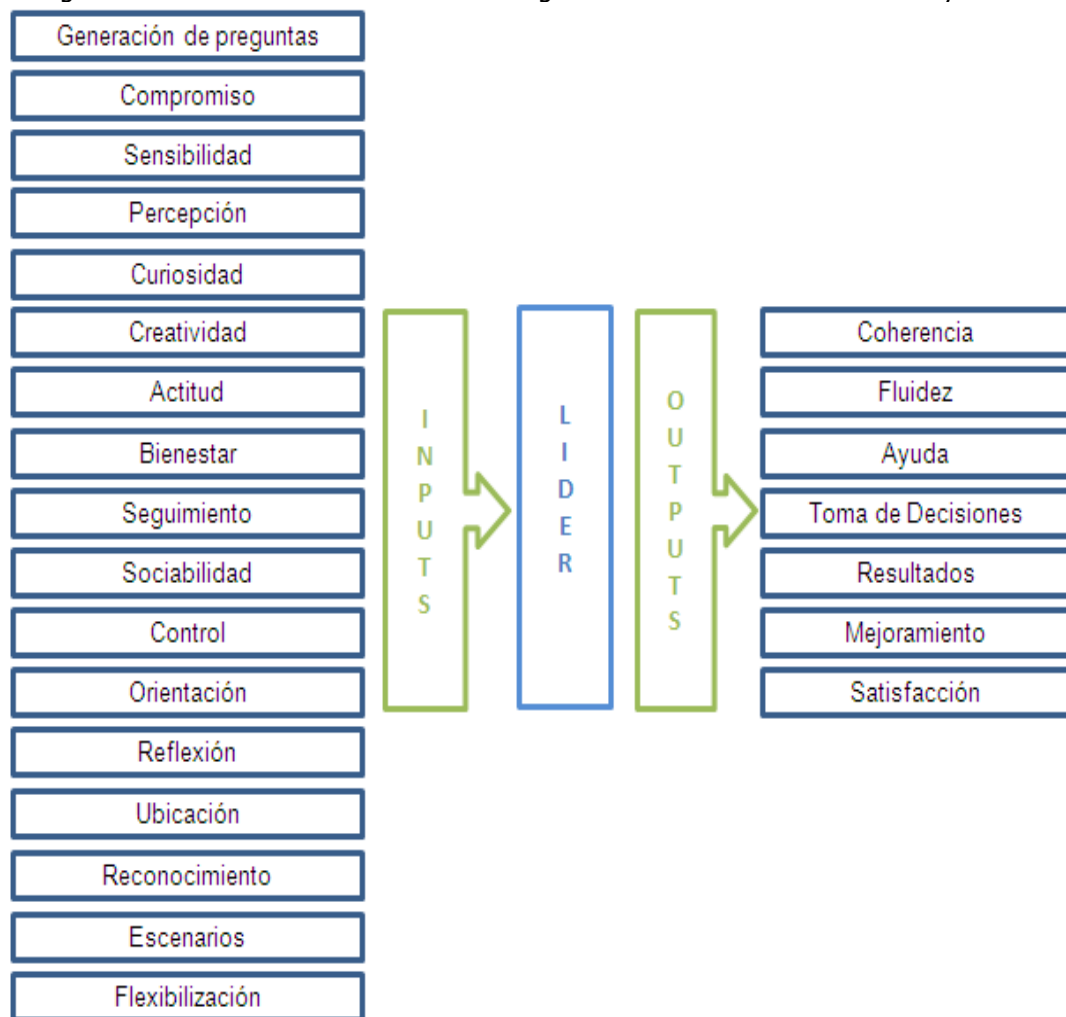 Generación de preguntas
Compromiso
Sensibilidad
Percepción
Curiosidad
Creatividad
Actitud
Bienestar
Seguimiento
Sociabilidad
Control
Orientación
Reflexión
Ubicación
Reconocimiento
Escenarios
Flexibilización
INPUTS
LIDER
OUTPUTS
Coherencia
Fluidez
Ayuda
Toma de Decisiones
Resultados
Mejoramiento
Satisfacción